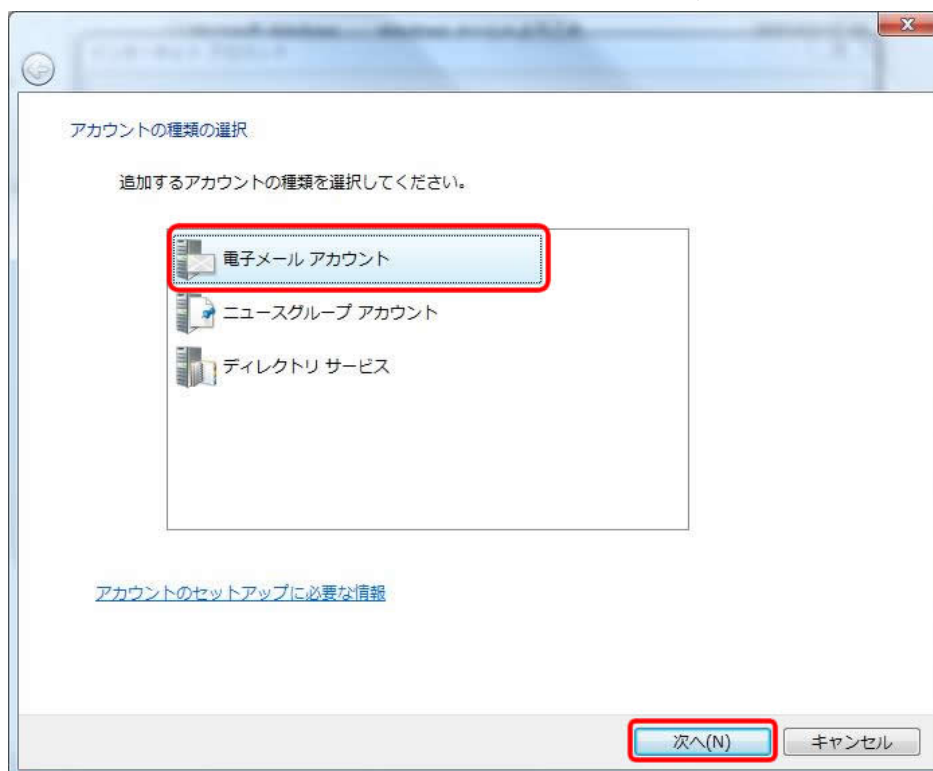 アカウントの種類の選択
追加するアカウントの種類を選択してください。
電子メール アカウント
ニュースグループ アカウント
ディレクトリ サービス
アカウントのセットアップに必要な情報
次へ(N)
キャンセル